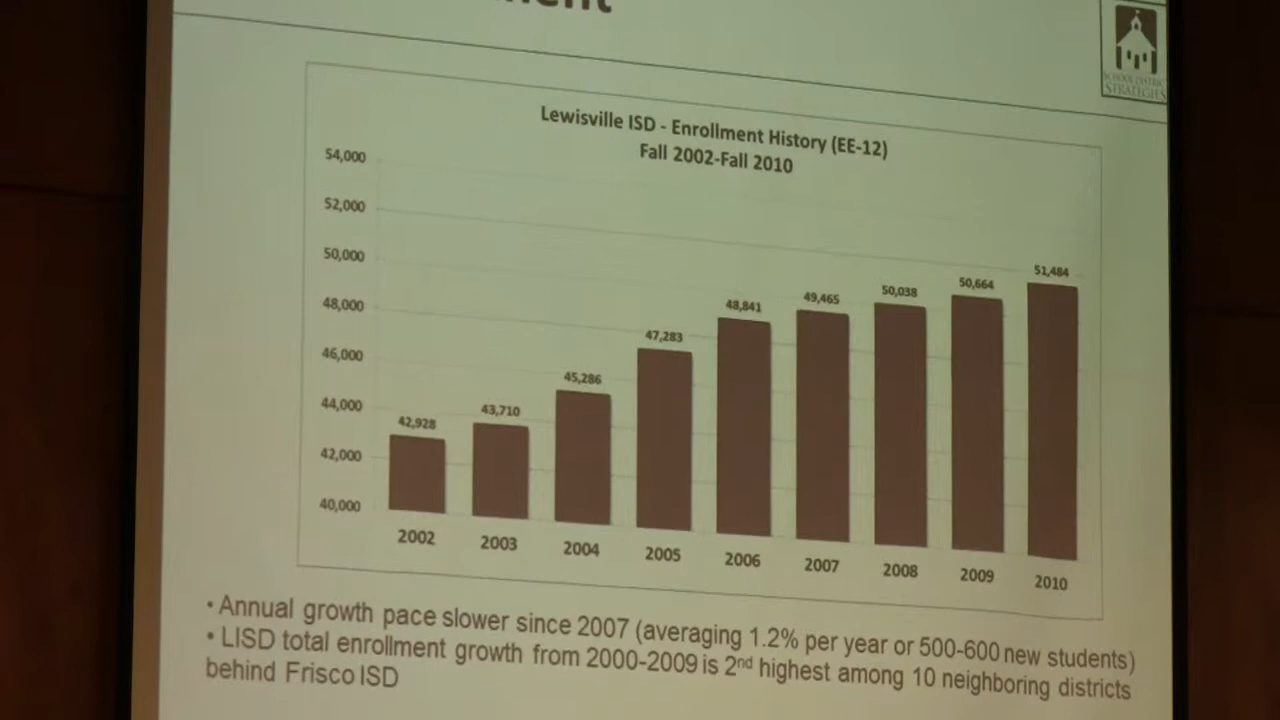 SCHOOL DISTRICT
STRATEGIES
Lewisville ISD - Enrollment History (EE-12)
Fall 2002-Fall 2010
54,000
52,000
50,000
48,000
46,000
44,000
42,000
40,000
42,928
43,710
45,286
47,283
48,841
49,465
50,038
50,664
51,484
2002 2003 2004 2005 2006 2007 2008 2009 2010
• Annual growth pace slower since 2007 (averaging 1.2% per year or 500-600 new students)
• LISD total enrollment growth from 2000-2009 is 2nd highest among 10 neighboring districts
behind Frisco ISD